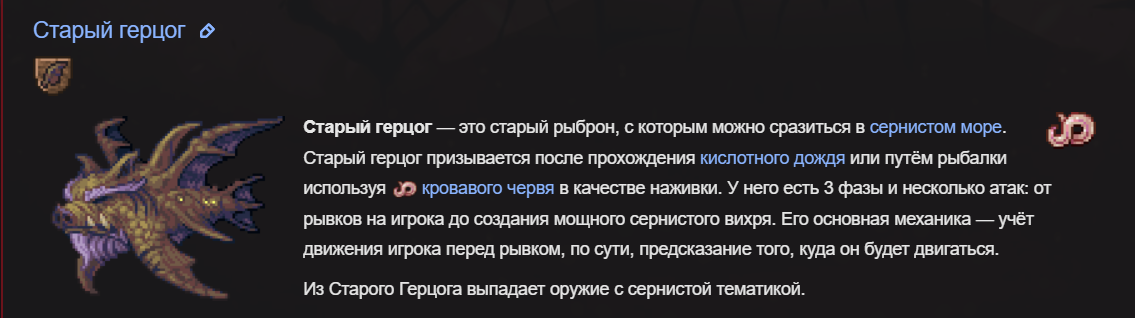 Старый герцог
Старый герцог — это старый рыброн, с которым можно сразиться в сернистом море.
Старый герцог призывается после прохождения кислотного дождя или путём рыбалки
используя кровавого червя в качестве наживки. У него есть 3 фазы и несколько атак: от
рывков на игрока до создания мощного сернистого вихря. Его основная механика — учёт
движения игрока перед рывком, по сути, предсказание того, куда он будет двигаться.
Из Старого Герцога выпадает оружие с сернистой тематикой.